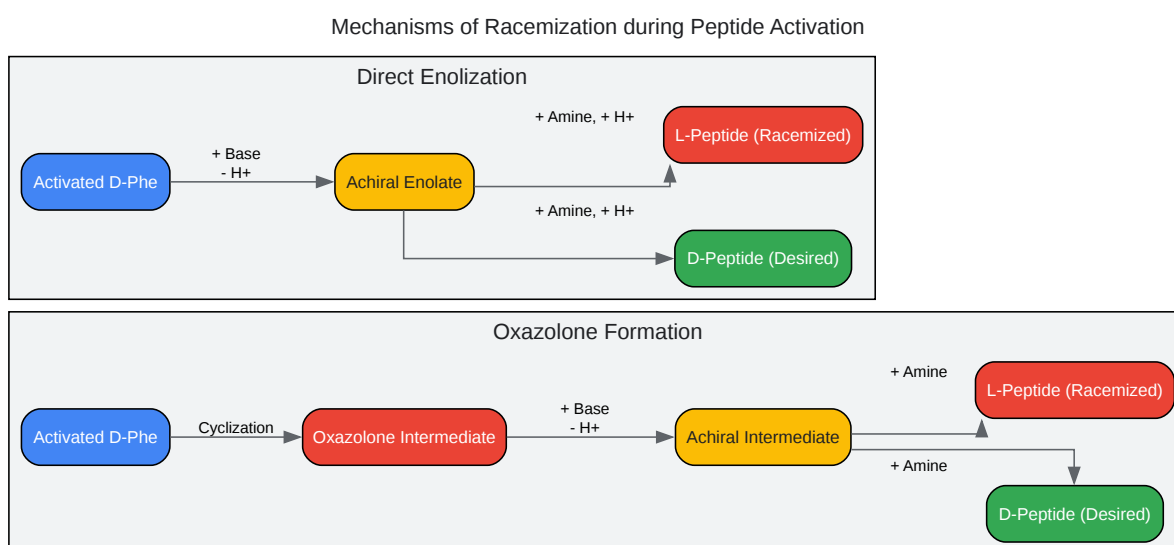 Mechanisms of Racemization during Peptide Activation
Direct Enolization
+ Amine, + H+
L-Peptide (Racemized)
Activated D-Phe
+ Base
- H+
Achiral Enolate
+ Amine, + H+
D-Peptide (Desired)
Oxazolone Formation
+ Amine
L-Peptide (Racemized)
Activated D-Phe
Cyclization
Oxazolone Intermediate
+ Base
- H+
Achiral Intermediate
+ Amine
D-Peptide (Desired)